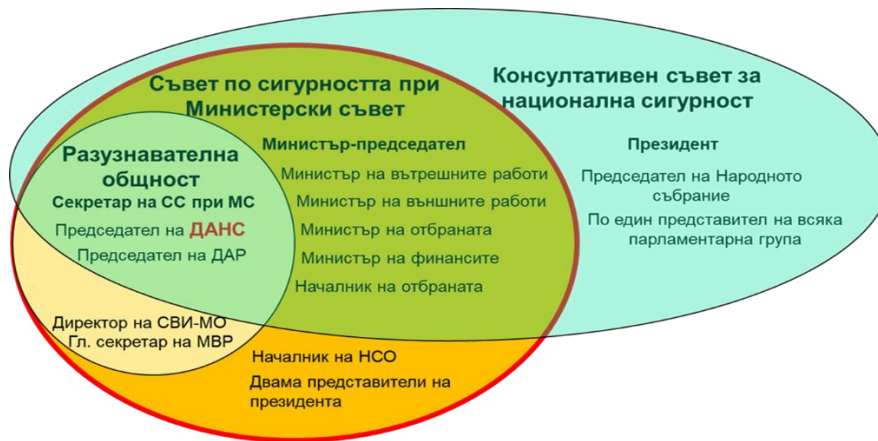 Съвет по сигурността при
Министерски съвет
Консултативен съвет за
национална сигурност
Разузнавателна
общност
Секретар на СС при МС
Председател на ДАНС
Председател на ДАР
Директор на СВИ-МО
Гл. секретар на МВР
Министър-председател
Министър на вътрешните работи
Министър на външните работи
Министър на отбраната
Министър на финансите
Началник на отбраната
Началник на НСО
Двама представители на
президента
Президент
Председател на Народното
събрание
По един представител на всяка
парламентарна група